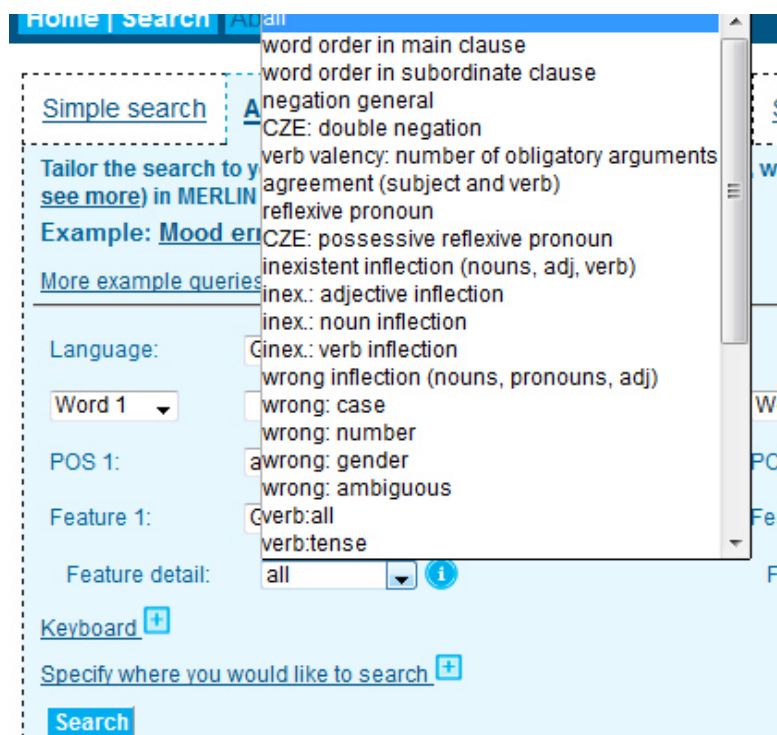 Home | Search Ab
all
word order in main clause
word order in subordinate clause
negation general
CZE: double negation
verb valency: number of obligatory arguments
agreement (subject and verb)
reflexive pronoun
CZE: possessive reflexive pronoun
inexistent inflection (nouns, adj, verb)
inex.: adjective inflection
inex.: noun inflection
inex.: verb inflection
wrong inflection (nouns, pronouns, adj)
wrong: case
wrong: number
wrong: gender
wrong: ambiguous
verb:all
verb:tense
Simple search A S
Tailor the search to y w
see more) in MERLIN
Example: Mood err
More example queries
Language: G
Word 1 W
POS 1: a PO
Feature 1: G Fe
Feature detail: all F
Keyboard +
Specify where you would like to search +
Search